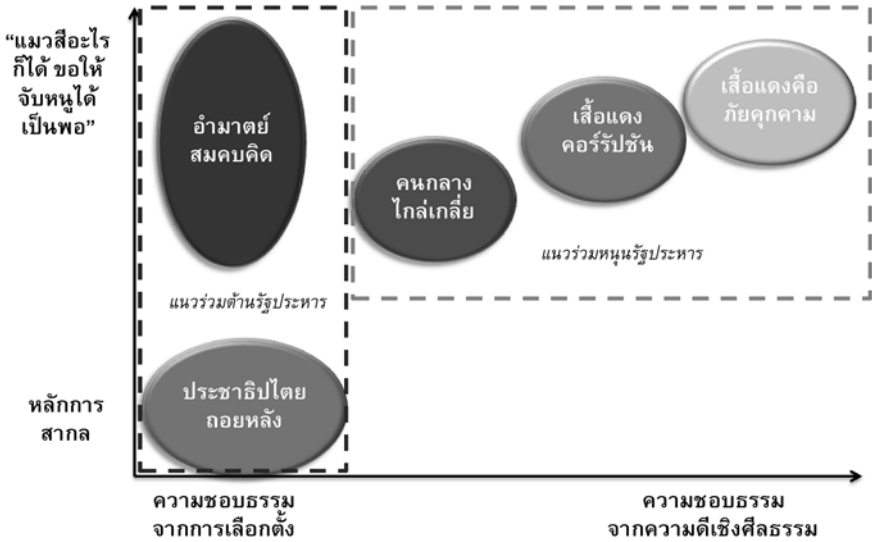 “แมวสีอะไร
ก็ได้ ขอให้
จับหนูได้
เป็นพอ”
อำมาตย์
สมคบคิด
คนกลาง
ไกล่เกลี่ย
เสื้อแดง
คอร์รัปชัน
เสื้อแดงคือ
ภัยคุกคาม
แนวร่วมหนุนรัฐประหาร
แนวร่วมต้านรัฐประหาร
ประชาธิปไตย
ถอยหลัง
หลักการ
สากล
ความชอบธรรม
จากการเลือกตั้ง
ความชอบธรรม
จากความดีเชิงศีลธรรม